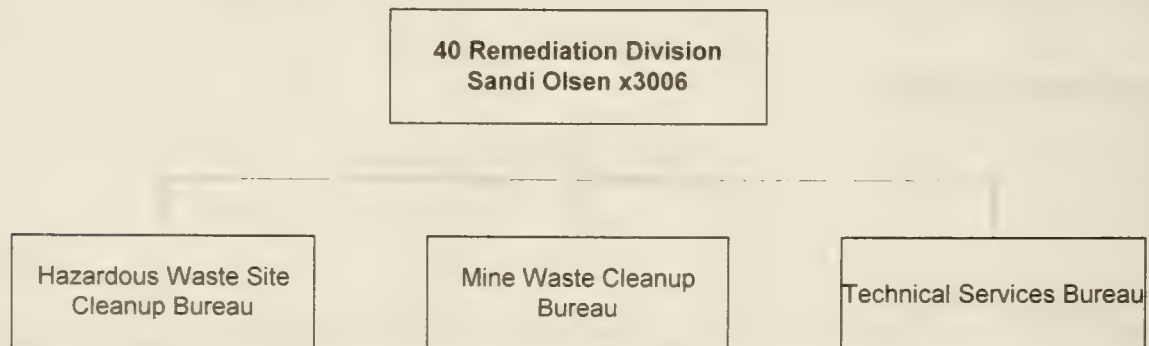 40 Remediation Division
Sandi Olsen x3006
Hazardous Waste Site
Cleanup Bureau
Mine Waste Cleanup
Bureau
Technical Services Bureau